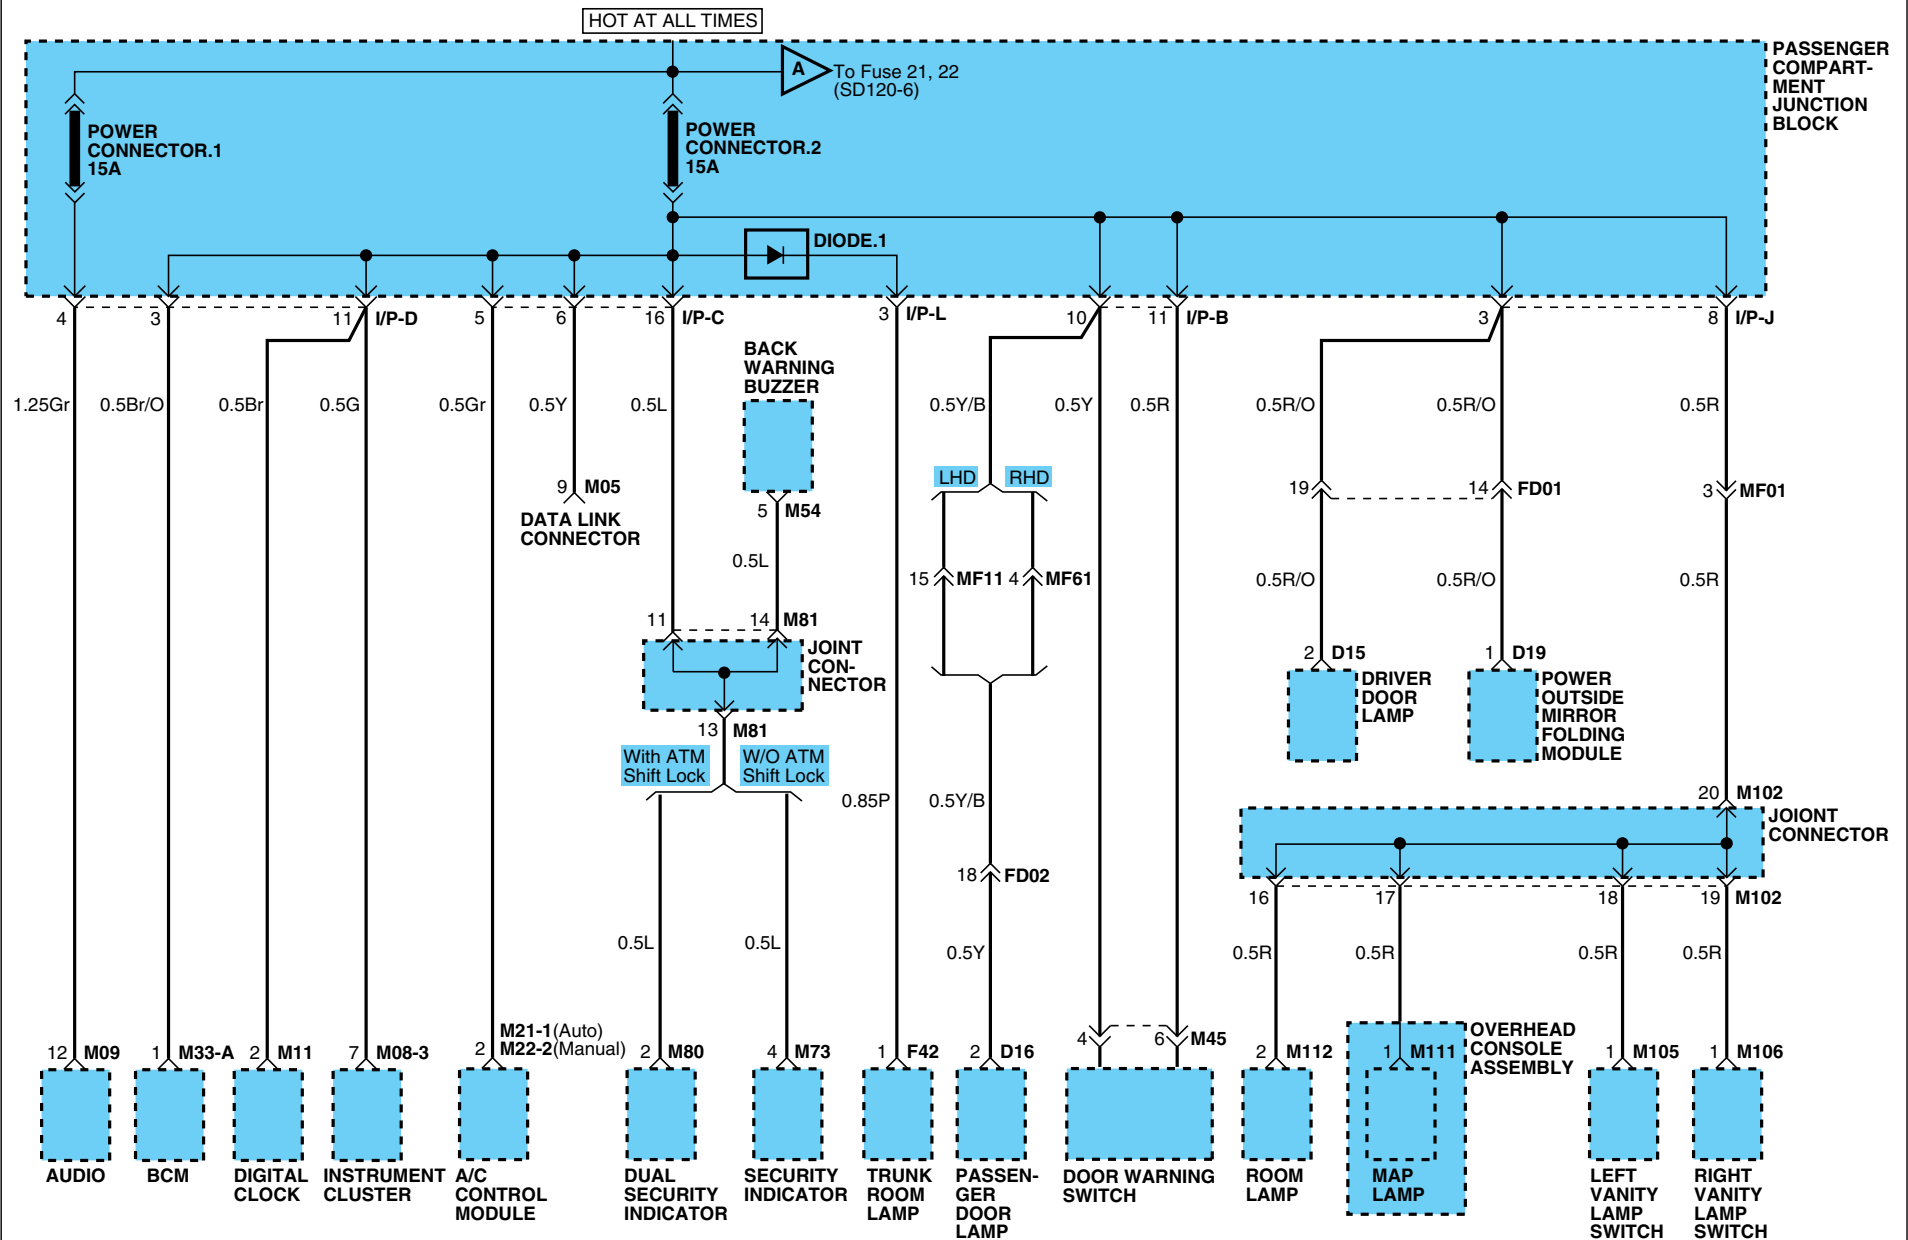 HOT AT ALL TIMES
PASSENGER
COMPART-
MENT
JUNCTION
BLOCK
A
To Fuse 21, 22
(SD120-6)
POWER
CONNECTOR.1
15A
POWER
CONNECTOR.2
15A
DIODE.1
4
3
11
I/P-D
5
6
16
I/P-C
3
I/P-L
10
11
I/P-B
3
8
I/P-J
BACK
WARNING
BUZZER
1.25Gr
0.5Br/O
0.5Br
0.5G
0.5Gr
0.5Y
0.5L
0.5Y/B
0.5Y
0.5R
0.5R/O
0.5R/O
0.5R
LHD
RHD
9
M05
DATA LINK
CONNECTOR
5
M54
19
14
FD01
3
MF01
0.5L
15
MF11
4
MF61
0.5R/O
0.5R/O
0.5R
11
14
M81
JOINT
CON-
NECTOR
2
D15
DRIVER
DOOR
LAMP
1
D19
POWER
OUTSIDE
MIRROR
FOLDING
MODULE
13
M81
With ATM
Shift Lock
W/O ATM
Shift Lock
0.85P
0.5Y/B
20
M102
JOIONT
CONNECTOR
18
FD02
16
17
18
19
M102
0.5L
0.5L
0.5Y
0.5R
0.5R
0.5R
0.5R
12
M09
1
M33-A
2
M11
7
M08-3
M21-1(Auto)
2
M22-2(Manual)
2
M80
4
M73
1
F42
2
D16
4
6
M45
2
M112
1
M111
OVERHEAD
CONSOLE
ASSEMBLY
1
M105
1
M106
AUDIO
BCM
DIGITAL
CLOCK
INSTRUMENT
CLUSTER
A/C
CONTROL
MODULE
DUAL
SECURITY
INDICATOR
SECURITY
INDICATOR
TRUNK
ROOM
LAMP
PASSEN-
GER
DOOR
LAMP
DOOR WARNING
SWITCH
ROOM
LAMP
MAP
LAMP
LEFT
VANITY
LAMP
SWITCH
RIGHT
VANITY
LAMP
SWITCH